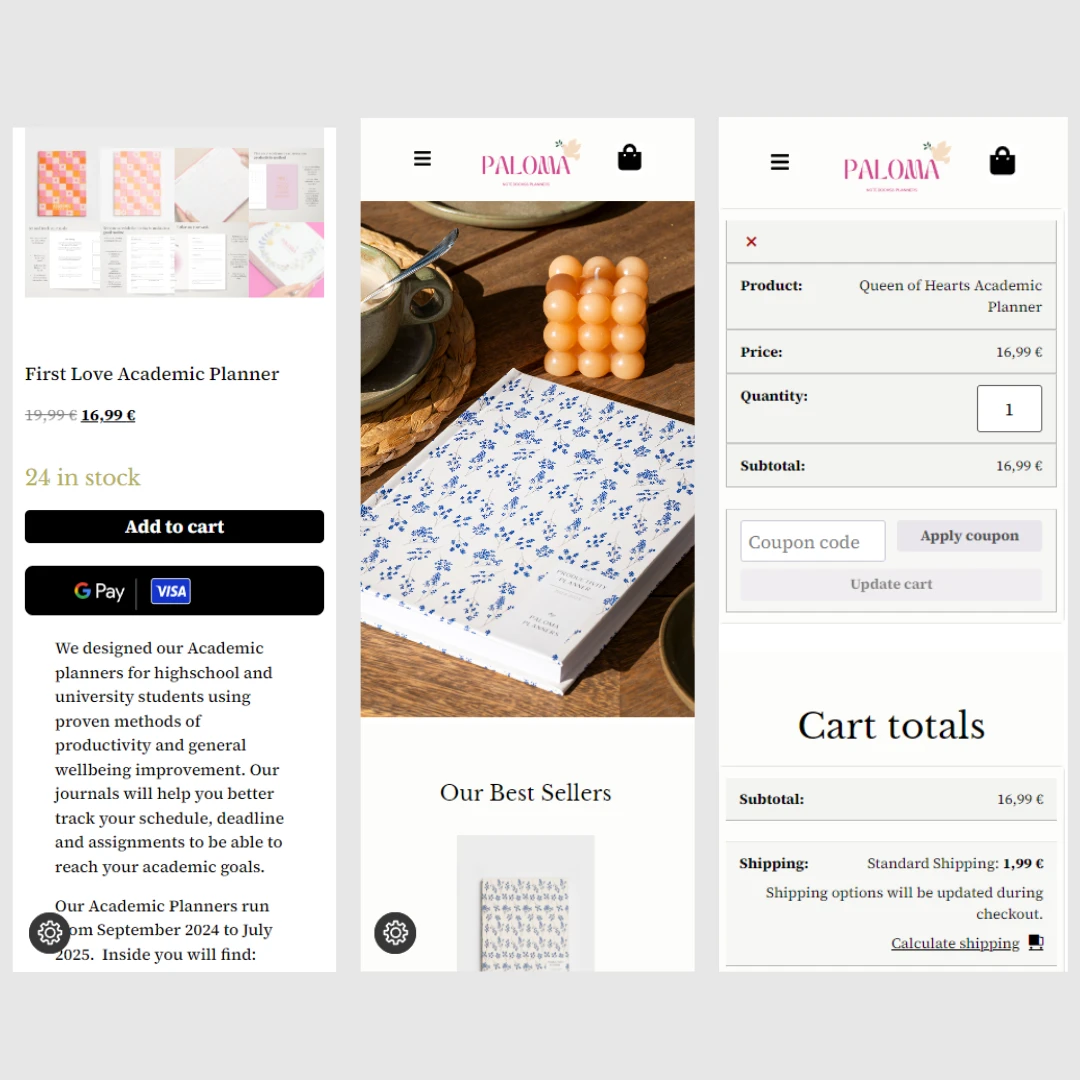 First Love Academic Planner
19,99 € 16,99 €
24 in stock
Add to cart
G Pay VISA
We designed our Academic
planners for highschool and
university students using
proven methods of
productivity and general
wellbeing improvement. Our
journals will help you better
track your schedule, deadline
and assignments to be able to
reach your academic goals.
Our Academic Planners run
om September 2024 to July
2025. Inside you will find:
PALOMA
NOTEBOOKS & PLANNERS
PRODUCTIVITY
PLANNER
by
PALOMA
PLANNERS
Our Best Sellers
PALOMA
NOTEBOOKS & PLANNERS
×
Product: Queen of Hearts Academic
Planner
Price: 16,99 €
Quantity: 1
Subtotal: 16,99 €
Coupon code Apply coupon
Update cart
Cart totals
Subtotal: 16,99 €
Shipping: Standard Shipping: 1,99 €
Shipping options will be updated during
checkout.
Calculate shipping